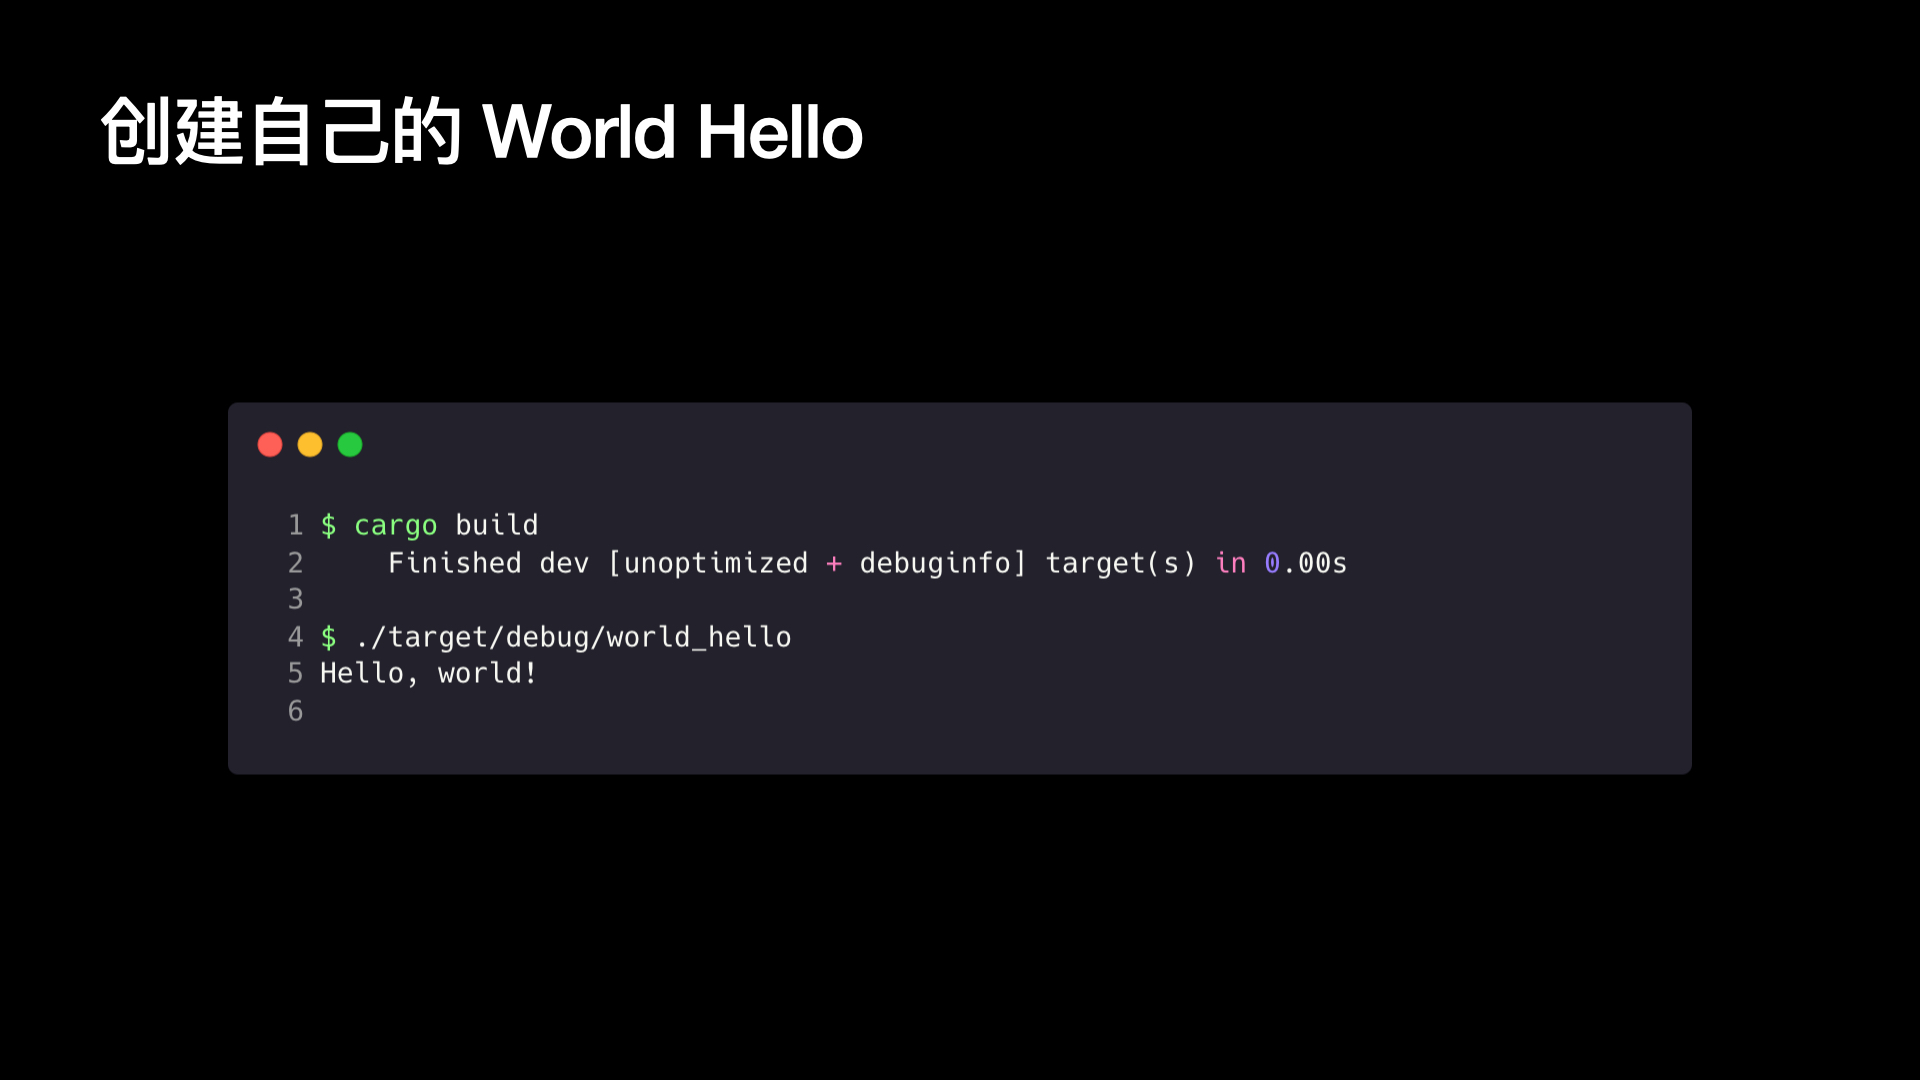 创建自己的 World Hello
1 $ cargo build
2     Finished dev [unoptimized + debuginfo] target(s) in 0.00s
3
4 $ ./target/debug/world_hello
5 Hello, world!
6